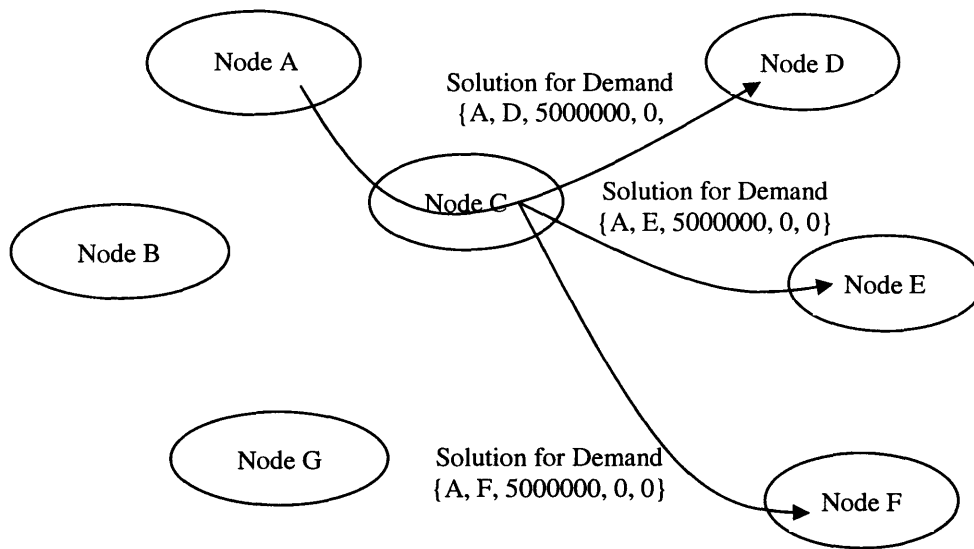 Node A
Node D
Solution for Demand
{A, D, 5000000, 0,
Node C
Solution for Demand
{A, E, 5000000, 0, 0}
Node B
Node E
Solution for Demand
{A, F, 5000000, 0, 0}
Node G
Node F